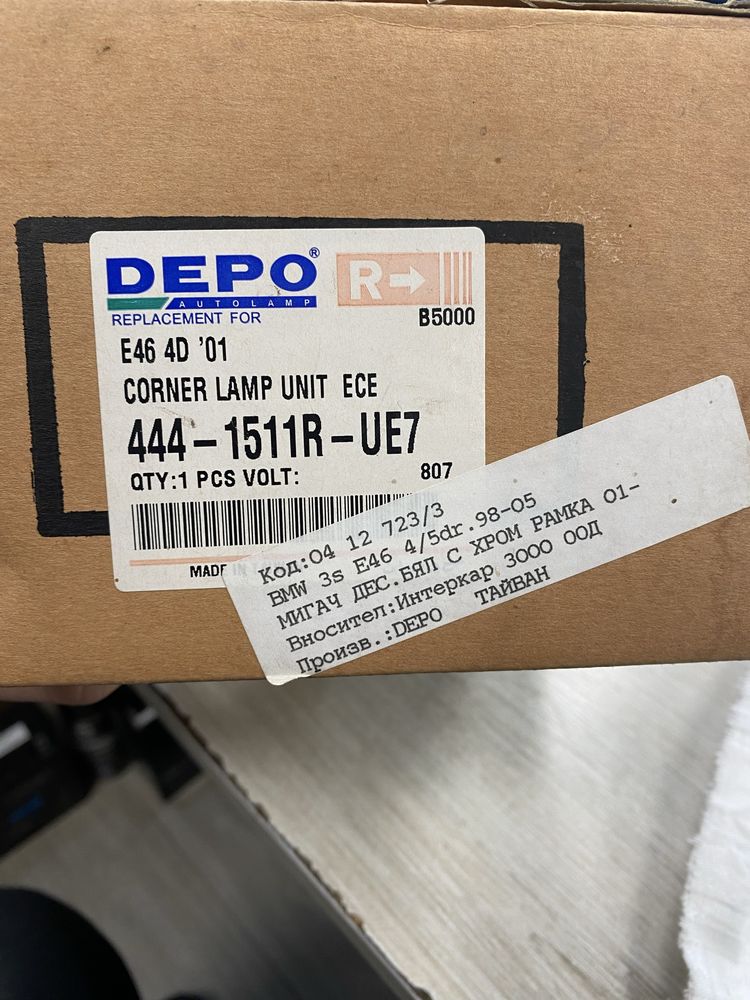 DEPO®
AUTOLAMP
R→
REPLACEMENT FOR
B5000
E46 4D '01
CORNER LAMP UNIT ECE
444-1511R-UE7
QTY:1 PCS VOLT:
807
MADE IN
Код:04 12 723/3
BMW 3s E46 4/5dr.98-05
МИГАЧ ДЕС.БЯЛ С ХРОМ РАМКА 01-
Вносител:Интеркар 3000 ООД
Произв.:DEPO ТАЙВАН